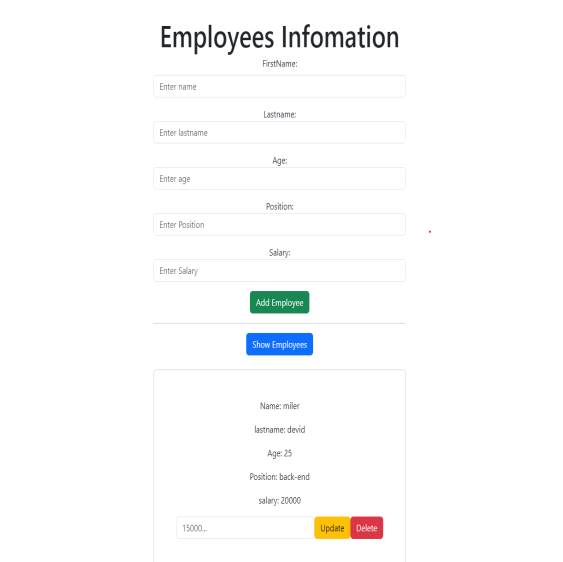 Employees Infomation
FirstName:
Enter name
Lastname:
Enter lastname
Age:
Enter age
Position:
Enter Position
Salary:
Enter Salary
Add Employee
Show Employees
Name: miler
lastname: devid
Age: 25
Position: back-end
salary: 20000
15000... Update Delete